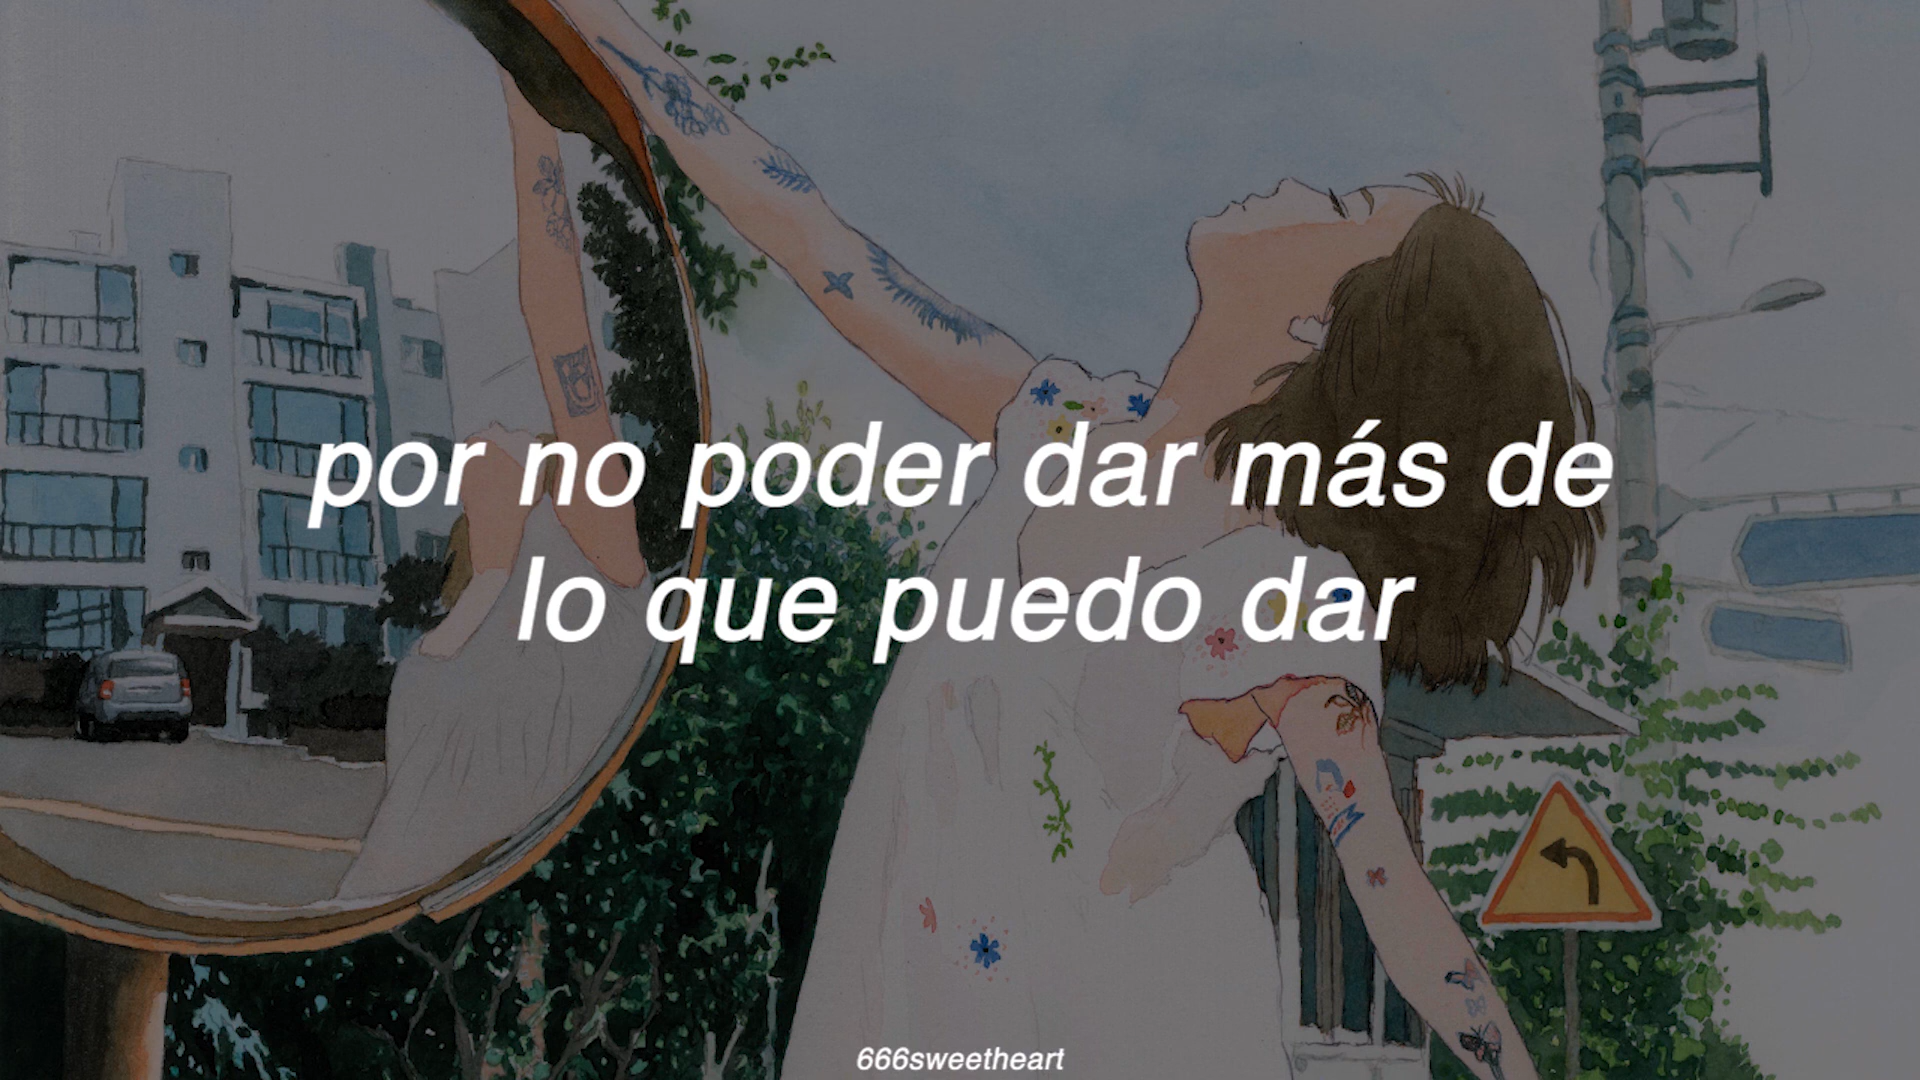 por no poder dar más de
lo que puedo dar
666sweetheart